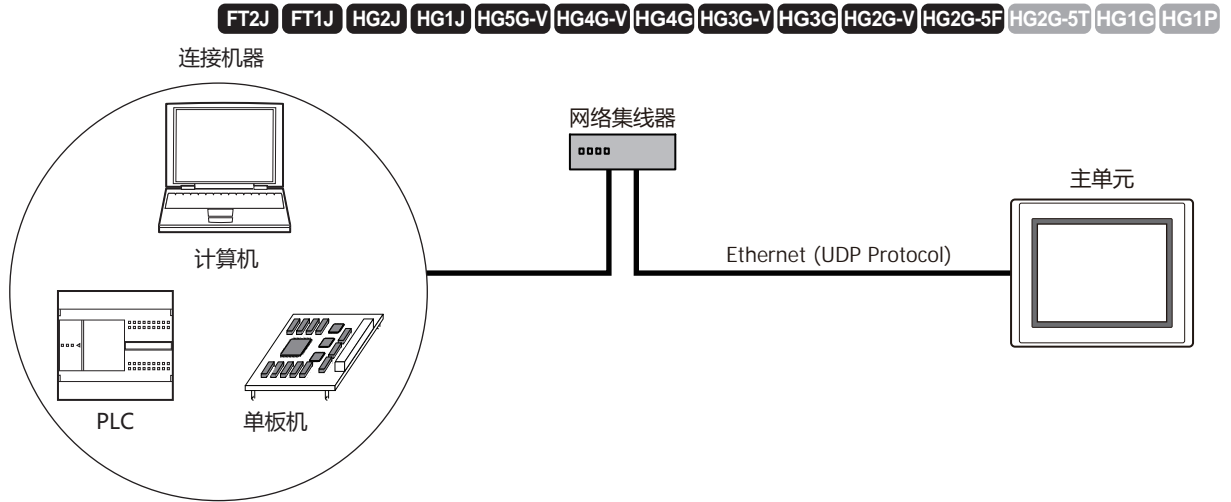 FT2J FT1J HG2J HG1J HG5G-V HG4G-V HG4G HG3G-V HG3G HG2G-V HG2G-5F HG2G-5T HG1G HG1P
连接机器
网络集线器
主单元
Ethernet (UDP Protocol)
计算机
PLC
单板机